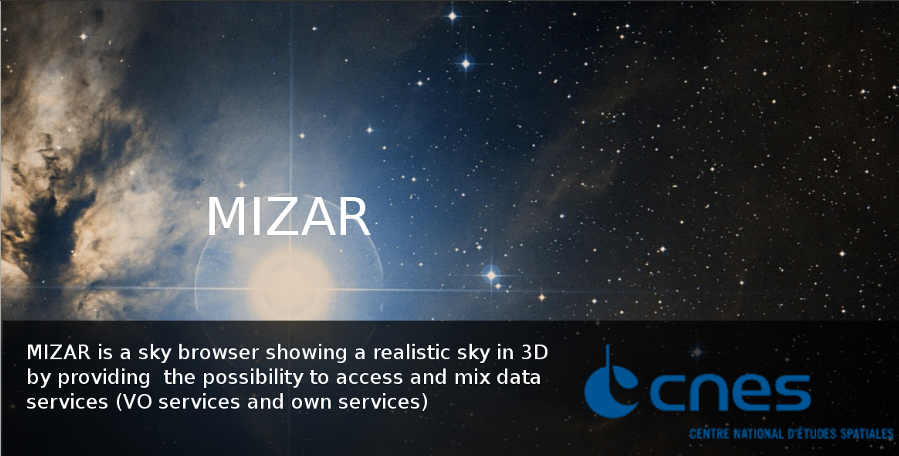 MIZAR
MIZAR is a sky browser showing a realistic sky in 3D
by providing  the possibility to access and mix data
services (VO services and own services)
cnes
CENTRE NATIONAL D'ÉTUDES SPATIALES